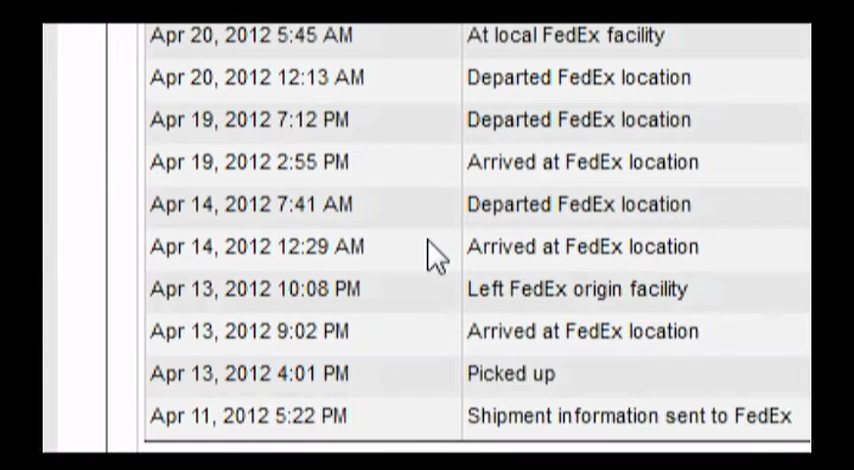 Apr 20, 2012 5:45 AM At local FedEx facility
Apr 20, 2012 12:13 AM Departed FedEx location
Apr 19, 2012 7:12 PM Departed FedEx location
Apr 19, 2012 2:55 PM Arrived at FedEx location
Apr 14, 2012 7:41 AM Departed FedEx location
Apr 14, 2012 12:29 AM Arrived at FedEx location
Apr 13, 2012 10:08 PM Left FedEx origin facility
Apr 13, 2012 9:02 PM Arrived at FedEx location
Apr 13, 2012 4:01 PM Picked up
Apr 11, 2012 5:22 PM Shipment information sent to FedEx